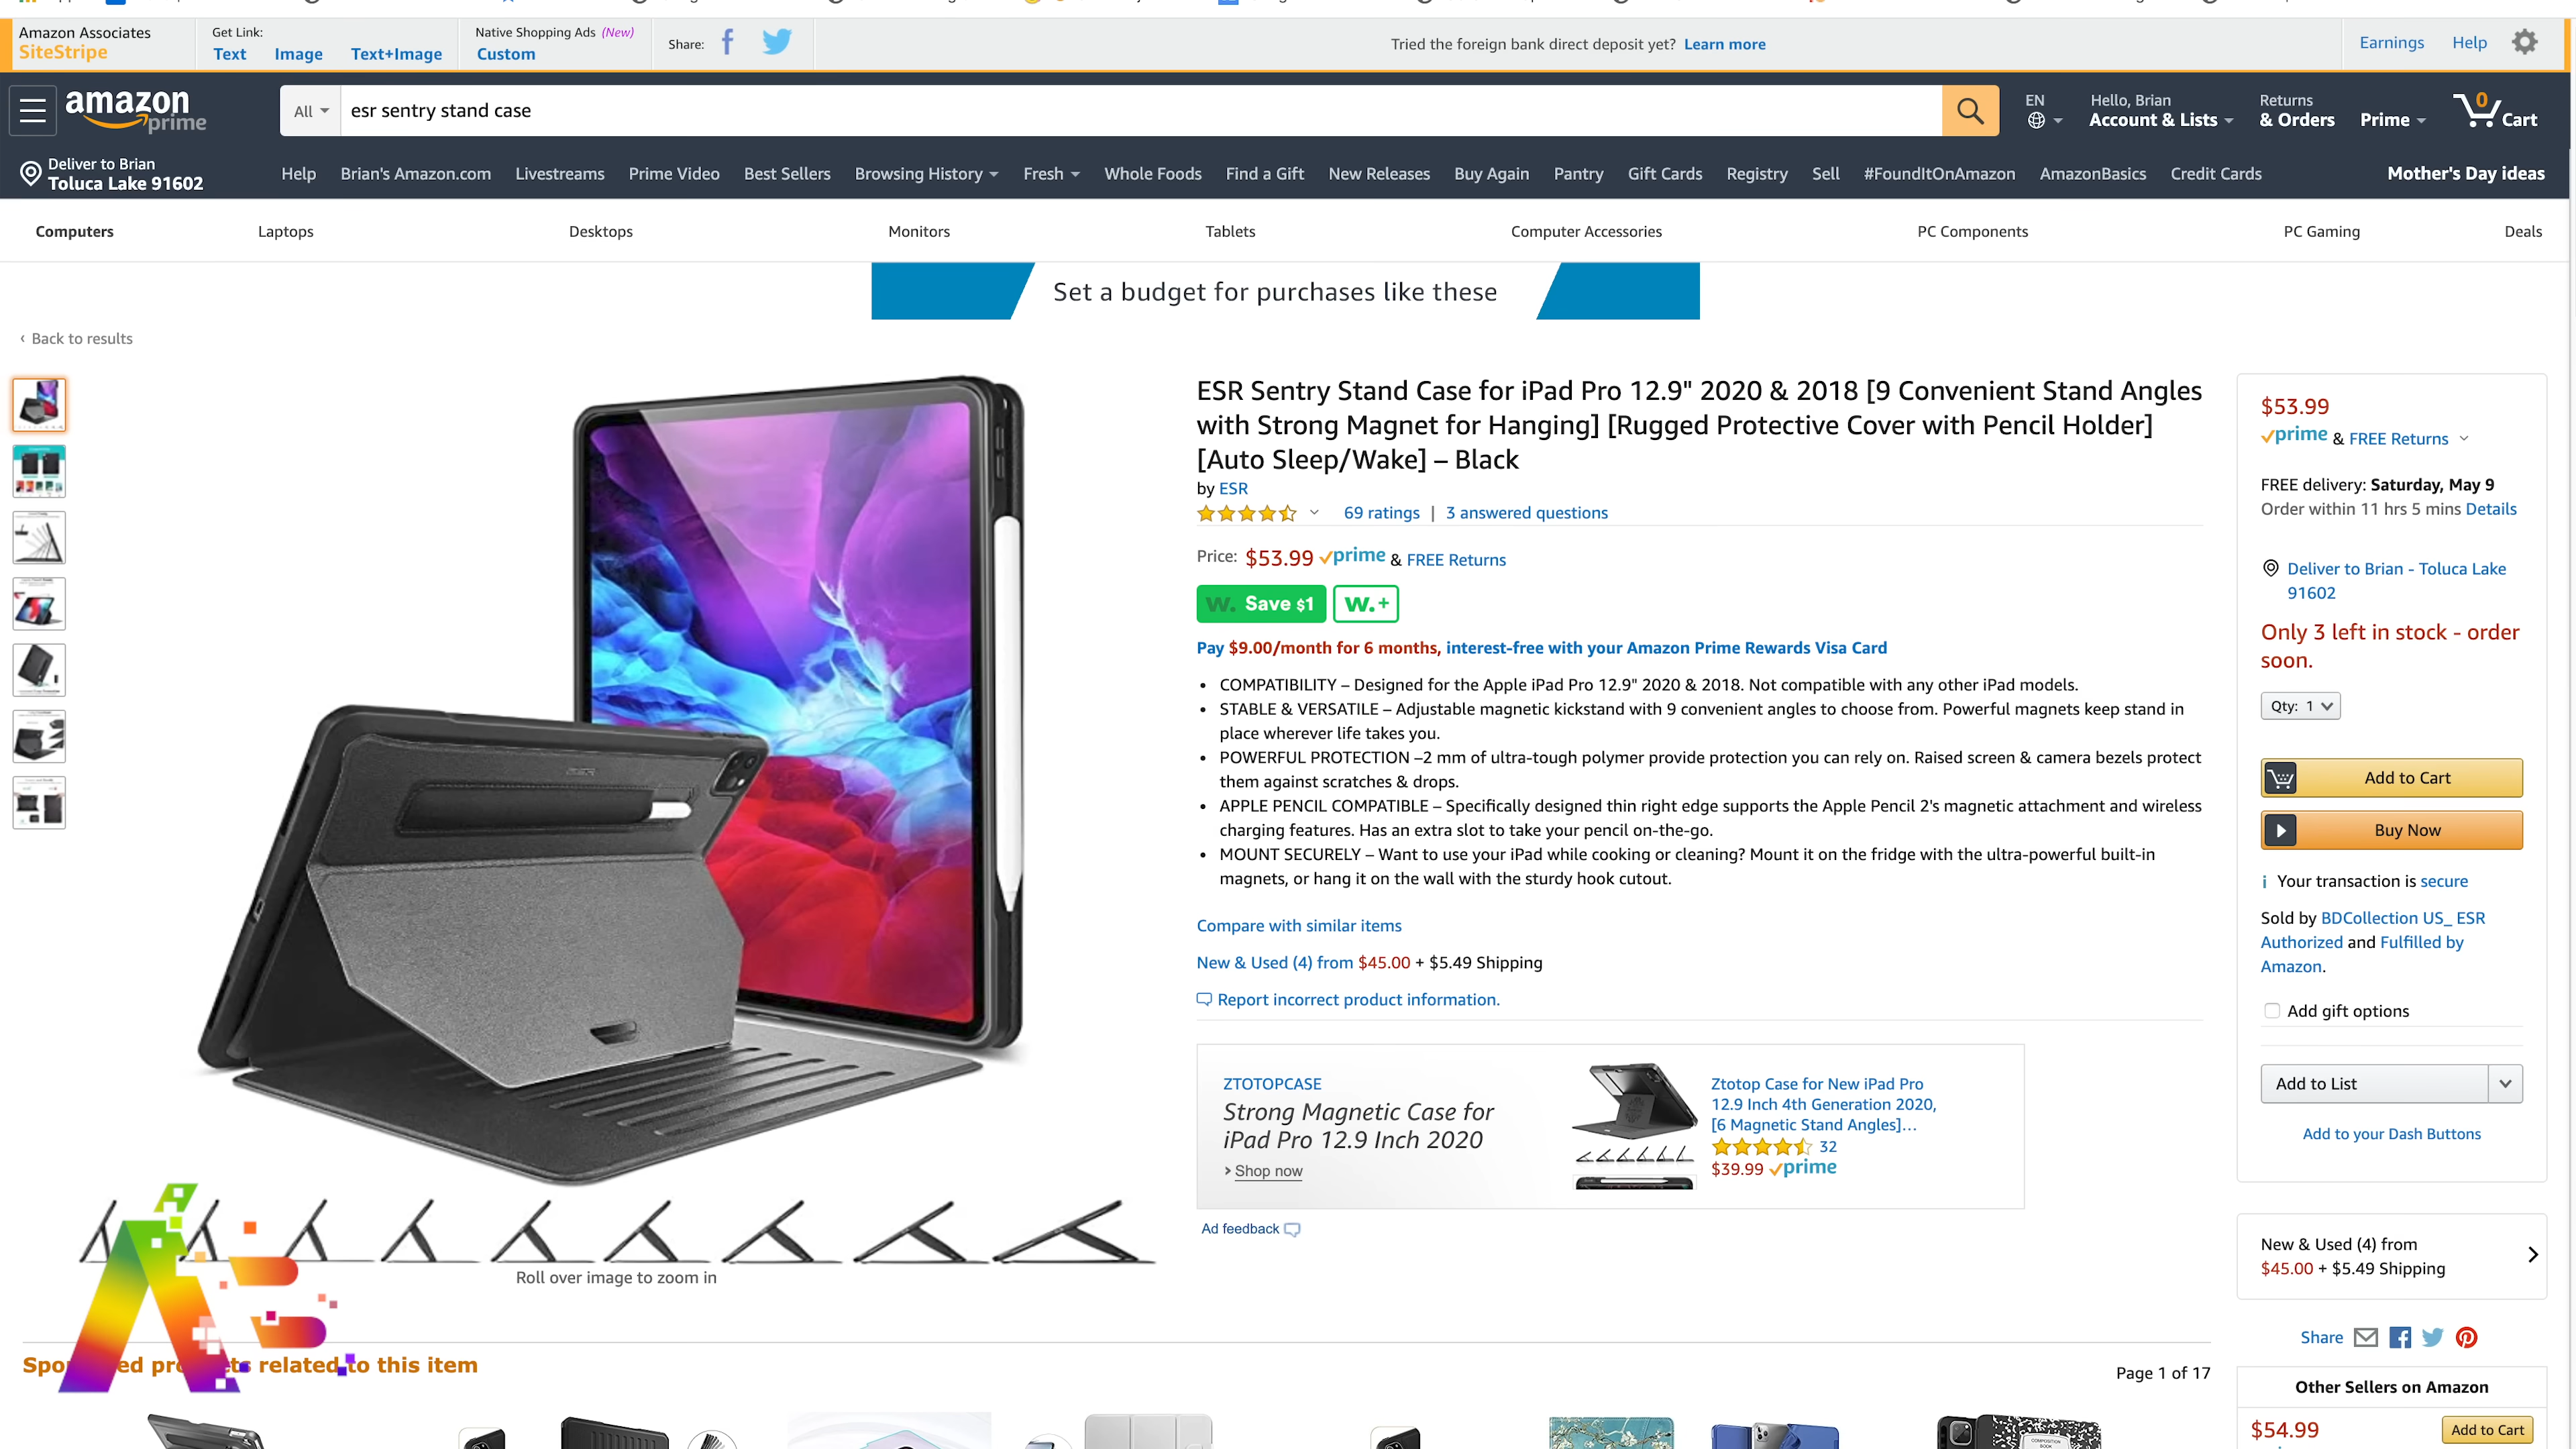 Amazon Associates
SiteStripe
Get Link:
Text Image Text+Image
Native Shopping Ads (New)
Custom
Share:
Tried the foreign bank direct deposit yet? Learn more
Earnings Help
amazon
prime
All
esr sentry stand case
EN
Hello, Brian
Account & Lists
Returns
& Orders
Prime
0
Cart
Deliver to Brian
Toluca Lake 91602
Help Brian's Amazon.com Livestreams Prime Video Best Sellers Browsing History Fresh Whole Foods Find a Gift New Releases Buy Again Pantry Gift Cards Registry Sell #FoundItOnAmazon AmazonBasics Credit Cards
Mother's Day ideas
Computers Laptops Desktops Monitors Tablets Computer Accessories PC Components PC Gaming Deals
Set a budget for purchases like these
‹ Back to results
ESR Sentry Stand Case for iPad Pro 12.9" 2020 & 2018 [9 Convenient Stand Angles
with Strong Magnet for Hanging] [Rugged Protective Cover with Pencil Holder]
[Auto Sleep/Wake] – Black
by ESR
69 ratings | 3 answered questions
Price: $53.99 prime & FREE Returns
w. Save $1 w.+
Pay $9.00/month for 6 months, interest-free with your Amazon Prime Rewards Visa Card
• COMPATIBILITY – Designed for the Apple iPad Pro 12.9" 2020 & 2018. Not compatible with any other iPad models.
• STABLE & VERSATILE – Adjustable magnetic kickstand with 9 convenient angles to choose from. Powerful magnets keep stand in
place wherever life takes you.
• POWERFUL PROTECTION –2 mm of ultra-tough polymer provide protection you can rely on. Raised screen & camera bezels protect
them against scratches & drops.
• APPLE PENCIL COMPATIBLE – Specifically designed thin right edge supports the Apple Pencil 2's magnetic attachment and wireless
charging features. Has an extra slot to take your pencil on-the-go.
• MOUNT SECURELY – Want to use your iPad while cooking or cleaning? Mount it on the fridge with the ultra-powerful built-in
magnets, or hang it on the wall with the sturdy hook cutout.
Compare with similar items
New & Used (4) from $45.00 + $5.49 Shipping
Report incorrect product information.
ZTOTOPCASE
Strong Magnetic Case for
iPad Pro 12.9 Inch 2020
› Shop now
Ztotop Case for New iPad Pro
12.9 Inch 4th Generation 2020,
[6 Magnetic Stand Angles]…
32
$39.99 prime
Ad feedback
Roll over image to zoom in
$53.99
prime & FREE Returns
FREE delivery: Saturday, May 9
Order within 11 hrs 5 mins Details
Deliver to Brian - Toluca Lake
91602
Only 3 left in stock - order
soon.
Qty: 1
Add to Cart
Buy Now
Your transaction is secure
Sold by BDCollection US_ ESR
Authorized and Fulfilled by
Amazon.
Add gift options
Add to List
Add to your Dash Buttons
New & Used (4) from
$45.00 + $5.49 Shipping
Share
related to this item
Page 1 of 17
Other Sellers on Amazon
$54.99
Add to Cart